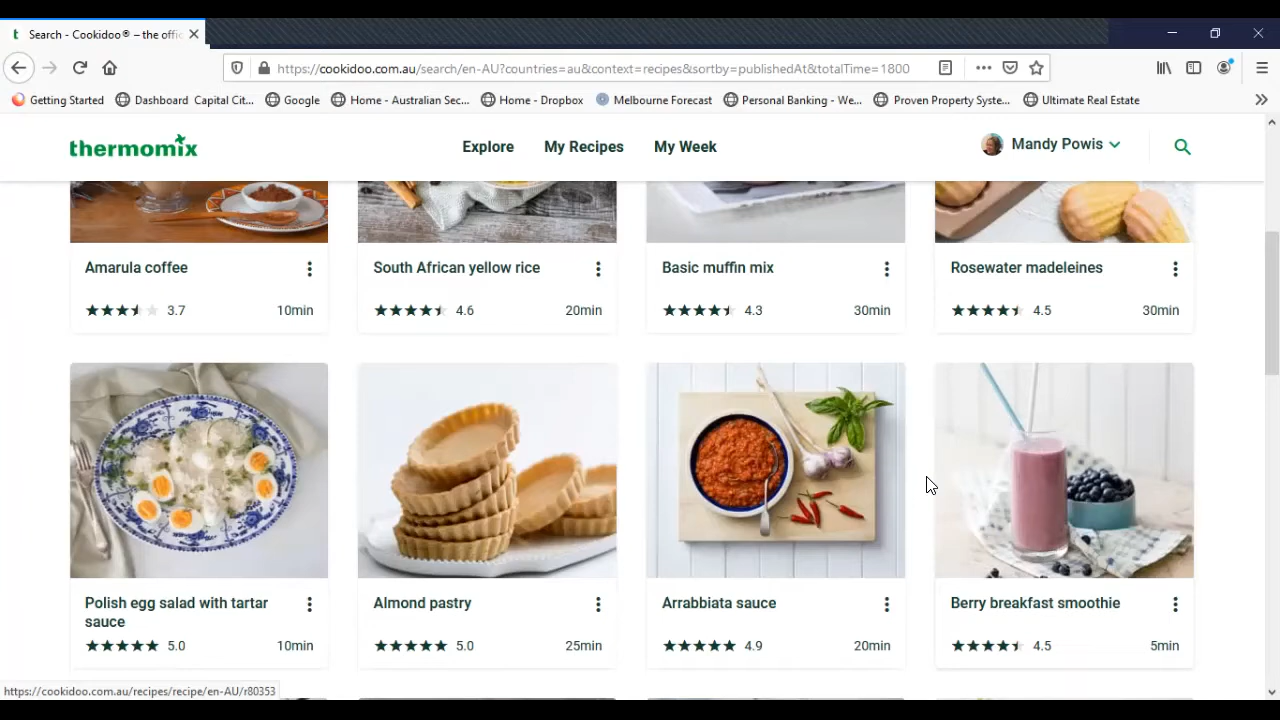 Search - Cookidoo® – the offic
https://cookidoo.com.au/search/en-AU?countries=au&context=recipes&sortby=publishedAt&totalTime=1800
Getting Started Dashboard Capital Cit... Google Home - Australian Sec... Home - Dropbox Melbourne Forecast Personal Banking - We... Proven Property Syste... Ultimate Real Estate
thermomix Explore My Recipes My Week Mandy Powis
Amarula coffee South African yellow rice Basic muffin mix Rosewater madeleines
3.7 10min 4.6 20min 4.3 30min 4.5 30min
Polish egg salad with tartar Almond pastry Arrabbiata sauce Berry breakfast smoothie
sauce
5.0 10min 5.0 25min 4.9 20min 4.5 5min
https://cookidoo.com.au/recipes/recipe/en-AU/r80353